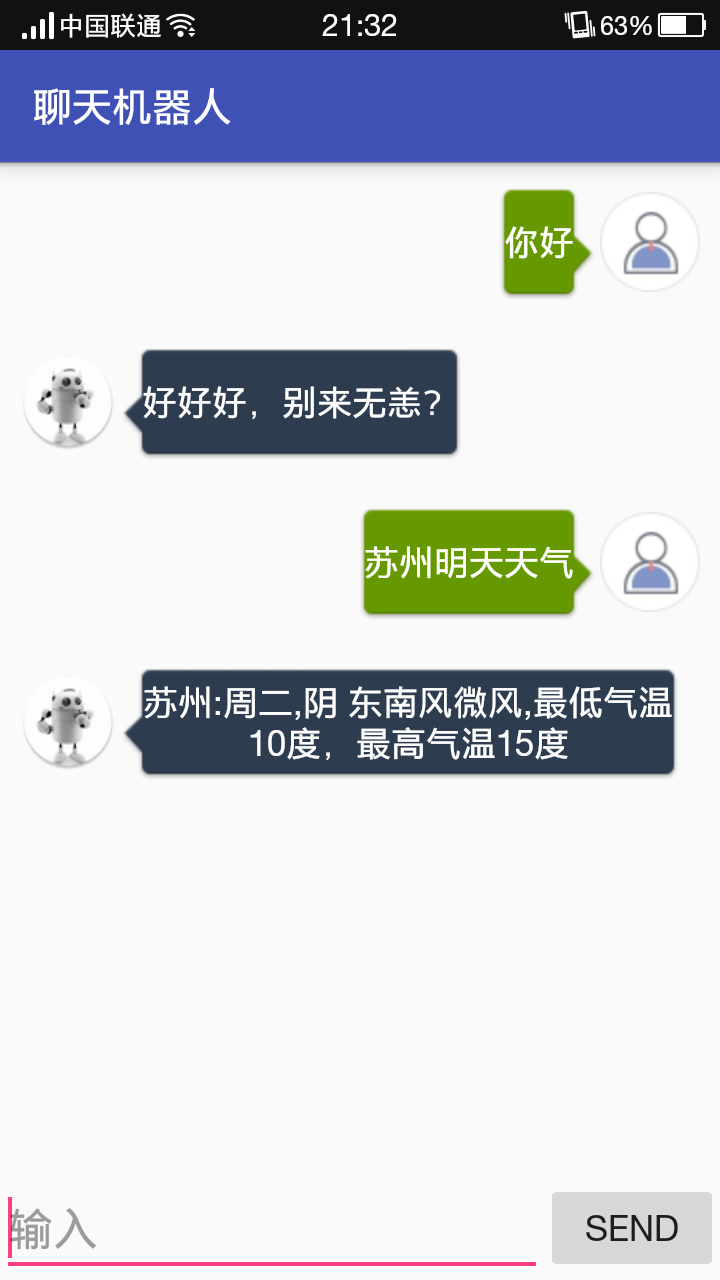 中国联通 21:32 63%
聊天机器人
你好
好好好，别来无恙？
苏州明天天气
苏州:周二,阴 东南风微风,最低气温
10度，最高气温15度
输入 SEND